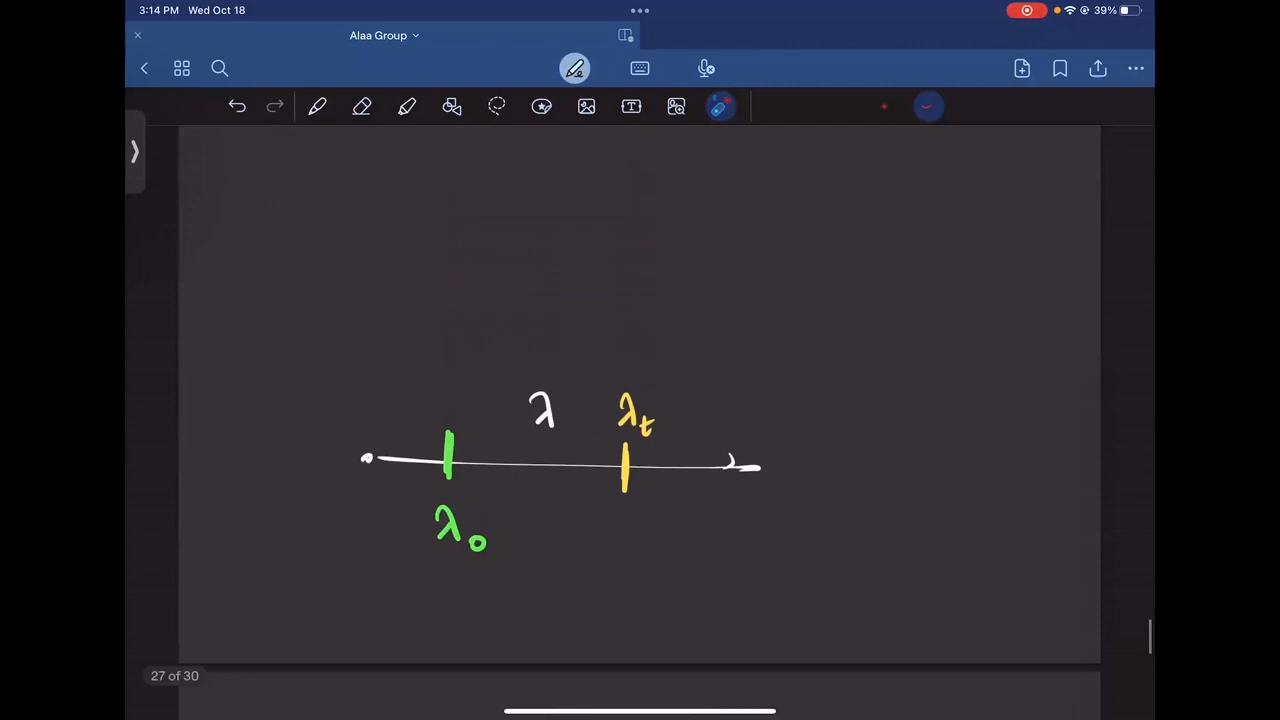 3:14 PM Wed Oct 18
39%
Alaa Group
λ
λt
λ0
27 of 30